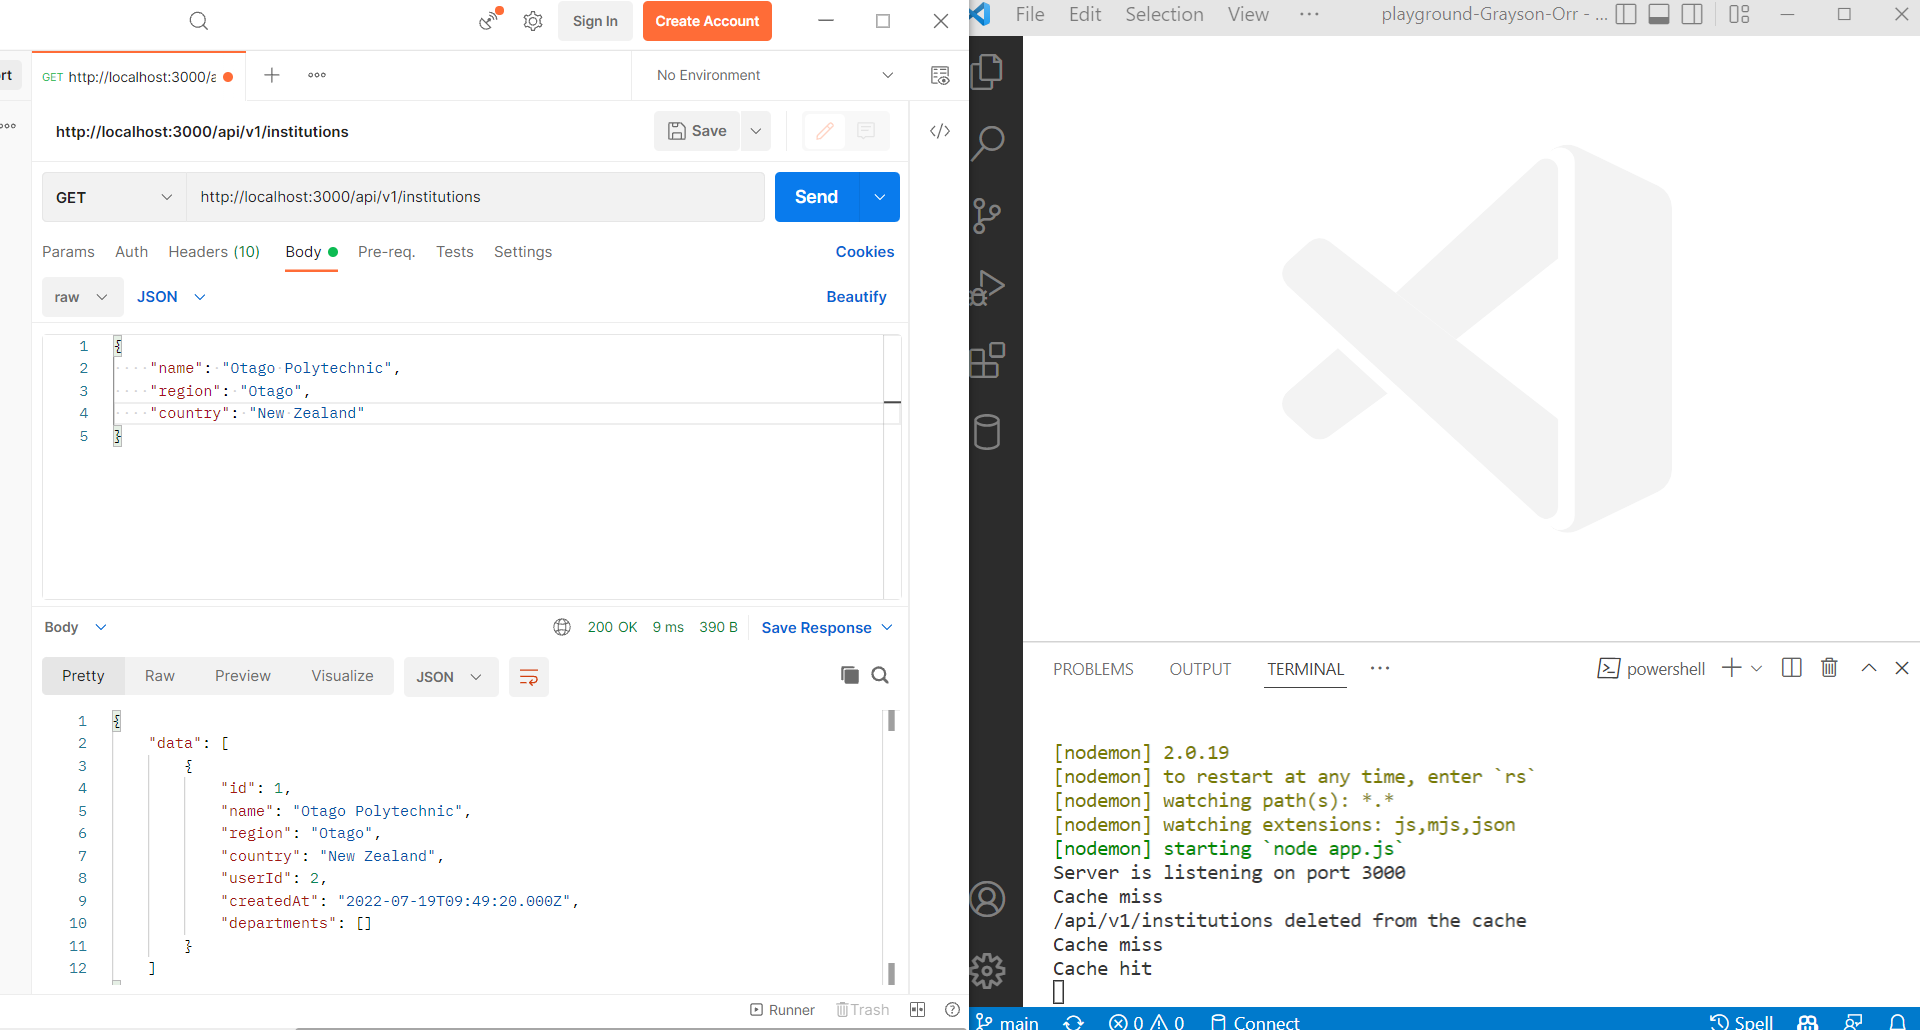 Sign In
Create Account
rt
GET http://localhost:3000/a
No Environment
http://localhost:3000/api/v1/institutions
Save
GET
http://localhost:3000/api/v1/institutions
Send
Params
Auth
Headers (10)
Body
Pre-req.
Tests
Settings
Cookies
raw
JSON
Beautify
1 {
2 "name": "Otago Polytechnic",
3 "region": "Otago",
4 "country": "New Zealand"
5 }
Body
200 OK
9 ms
390 B
Save Response
Pretty
Raw
Preview
Visualize
JSON
1 {
2 "data": [
3 {
4 "id": 1,
5 "name": "Otago Polytechnic",
6 "region": "Otago",
7 "country": "New Zealand",
8 "userId": 2,
9 "createdAt": "2022-07-19T09:49:20.000Z",
10 "departments": []
11 }
12 ]
Runner
Trash
File
Edit
Selection
View
playground-Grayson-Orr - ...
PROBLEMS
OUTPUT
TERMINAL
powershell
[nodemon] 2.0.19
[nodemon] to restart at any time, enter `rs`
[nodemon] watching path(s): *.*
[nodemon] watching extensions: js,mjs,json
[nodemon] starting `node app.js`
Server is listening on port 3000
Cache miss
/api/v1/institutions deleted from the cache
Cache miss
Cache hit
main
0
0
Connect
Spell